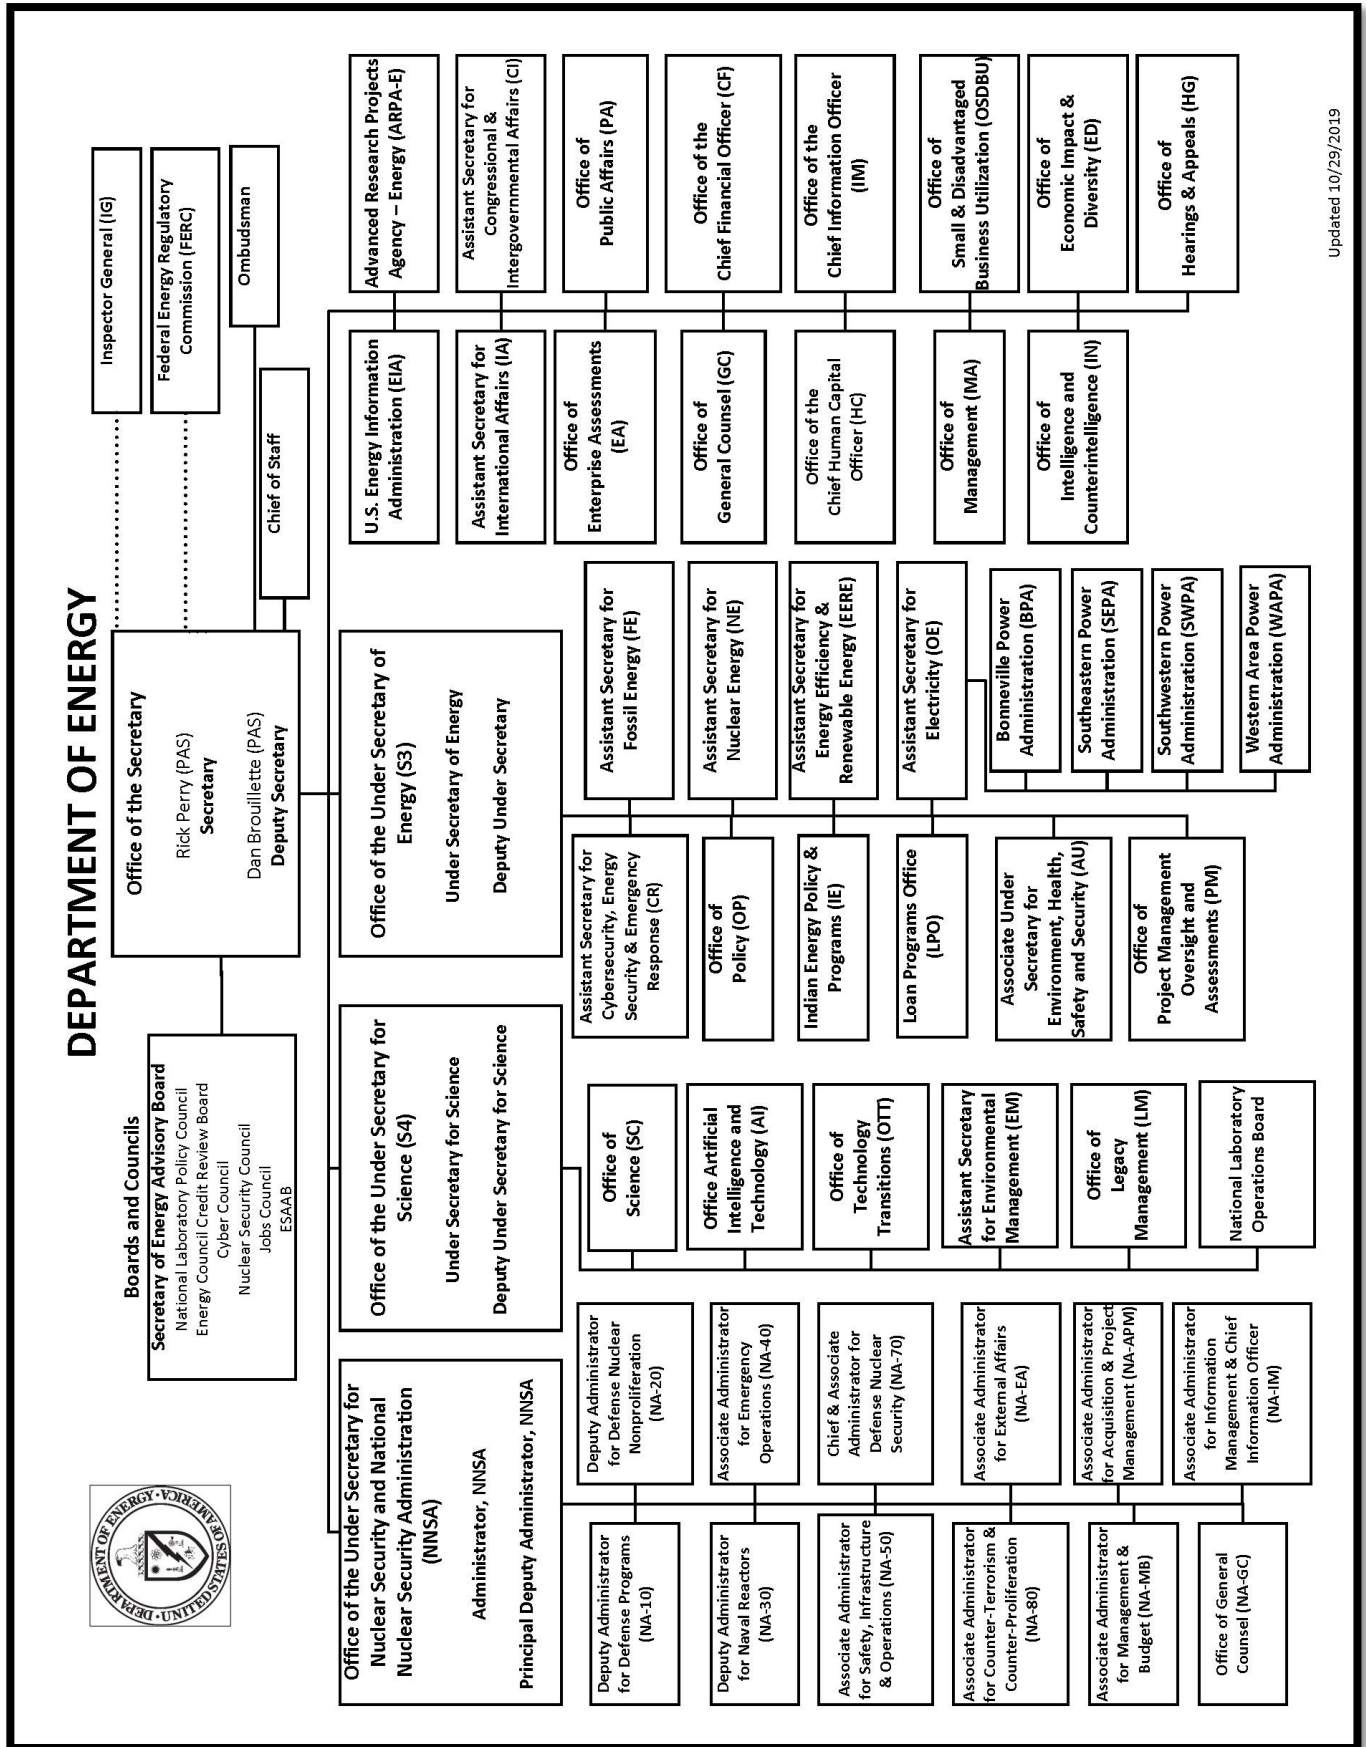 DEPARTMENT OF ENERGY
DEPARTMENT OF ENERGY · UNITED STATES OF AMERICA ·
Boards and Councils
Secretary of Energy Advisory Board
National Laboratory Policy Council
Energy Council Credit Review Board
Cyber Council
Nuclear Security Council
Jobs Council
ESAAB
Office of the Secretary
Rick Perry (PAS)
Secretary
Dan Brouillette (PAS)
Deputy Secretary
Inspector General (IG)
Federal Energy Regulatory
Commission (FERC)
Ombudsman
Chief of Staff
Office of the Under Secretary for
Nuclear Security and National
Nuclear Security Administration
(NNSA)
Administrator, NNSA
Principal Deputy Administrator, NNSA
Deputy Administrator
for Defense Programs
(NA-10)
Deputy Administrator
for Defense Nuclear
Nonproliferation
(NA-20)
Deputy Administrator
for Naval Reactors
(NA-30)
Associate Administrator
for Emergency
Operations (NA-40)
Associate Administrator
for Safety, Infrastructure
& Operations (NA-50)
Chief & Associate
Administrator for
Defense Nuclear
Security (NA-70)
Associate Administrator
for Counter-Terrorism &
Counter-Proliferation
(NA-80)
Associate Administrator
for External Affairs
(NA-EA)
Associate Administrator
for Management &
Budget (NA-MB)
Associate Administrator
for Acquisition & Project
Management (NA-APM)
Office of General
Counsel (NA-GC)
Associate Administrator
for Information
Management & Chief
Information Officer
(NA-IM)
Office of the Under Secretary for
Science (S4)
Under Secretary for Science
Deputy Under Secretary for Science
Office of
Science (SC)
Office Artificial
Intelligence and
Technology (AI)
Office of
Technology
Transitions (OTT)
Assistant Secretary
for Environmental
Management (EM)
Office of
Legacy
Management (LM)
National Laboratory
Operations Board
Office of the Under Secretary of
Energy (S3)
Under Secretary of Energy
Deputy Under Secretary
Assistant Secretary for
Cybersecurity, Energy
Security & Emergency
Response (CR)
Assistant Secretary for
Fossil Energy (FE)
Office of
Policy (OP)
Assistant Secretary for
Nuclear Energy (NE)
Indian Energy Policy &
Programs (IE)
Assistant Secretary for
Energy Efficiency &
Renewable Energy (EERE)
Loan Programs Office
(LPO)
Assistant Secretary for
Electricity (OE)
Associate Under
Secretary for
Environment, Health,
Safety and Security (AU)
Office of
Project Management
Oversight and
Assessments (PM)
Bonneville Power
Administration (BPA)
Southeastern Power
Administration (SEPA)
Southwestern Power
Administration (SWPA)
Western Area Power
Administration (WAPA)
U.S. Energy Information
Administration (EIA)
Advanced Research Projects
Agency – Energy (ARPA-E)
Assistant Secretary for
International Affairs (IA)
Assistant Secretary for
Congressional &
Intergovernmental Affairs (CI)
Office of
Enterprise Assessments
(EA)
Office of
Public Affairs (PA)
Office of
General Counsel (GC)
Office of the
Chief Financial Officer (CF)
Office of the
Chief Human Capital
Officer (HC)
Office of the
Chief Information Officer
(IM)
Office of
Management (MA)
Office of
Small & Disadvantaged
Business Utilization (OSDBU)
Office of
Intelligence and
Counterintelligence (IN)
Office of
Economic Impact &
Diversity (ED)
Office of
Hearings & Appeals (HG)
Updated 10/29/2019